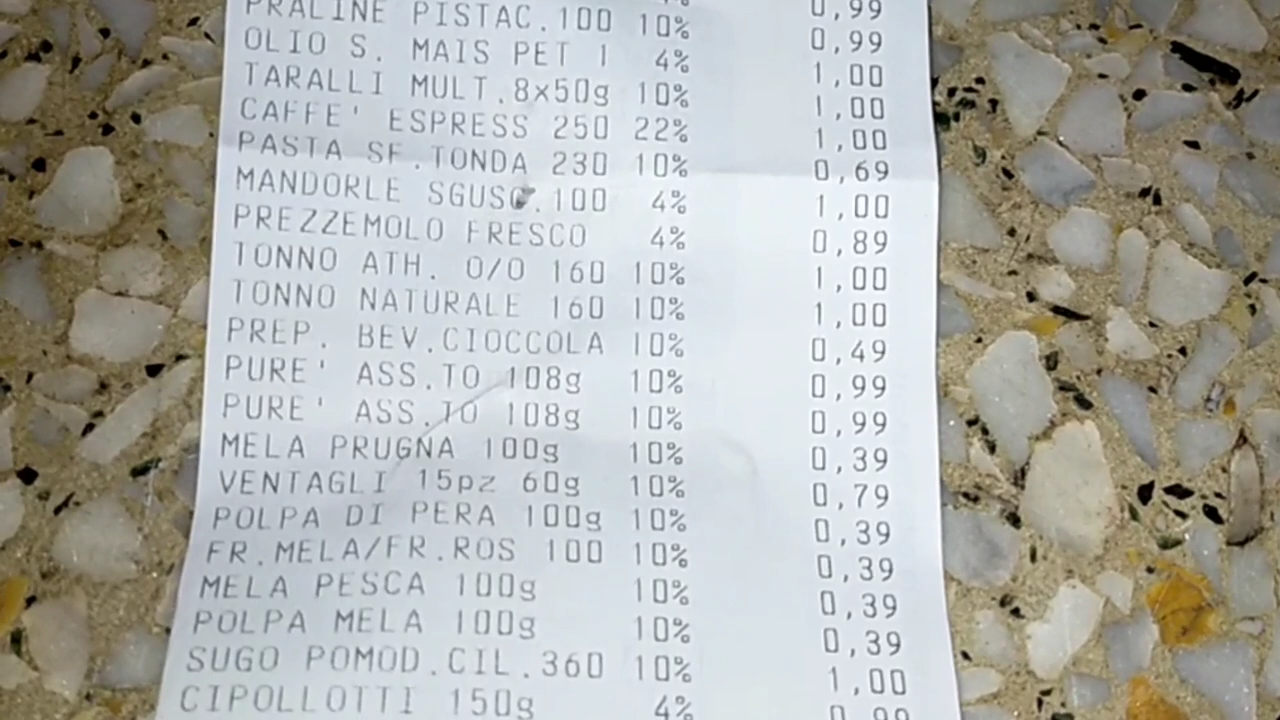 0,99
PRALINE PISTAC.100 10% 0,99
OLIO S. MAIS PET 1 4% 1,00
TARALLI MULT.8x50g 10% 1,00
CAFFE' ESPRESS 250 22% 1,00
PASTA SF.TONDA 230 10% 0,69
MANDORLE SGUSC.100 4% 1,00
PREZZEMOLO FRESCO 4% 0,89
TONNO ATH. O/O 160 10% 1,00
TONNO NATURALE 160 10% 1,00
PREP. BEV.CIOCCOLA 10% 0,49
PURE' ASS.TO 108g 10% 0,99
PURE' ASS.TO 108g 10% 0,99
MELA PRUGNA 100g 10% 0,39
VENTAGLI 15pz 60g 10% 0,79
POLPA DI PERA 100g 10% 0,39
FR.MELA/FR.ROS 100 10% 0,39
MELA PESCA 100g 10% 0,39
POLPA MELA 100g 10% 0,39
SUGO POMOD.CIL.360 10% 1,00
CIPOLLOTTI 150g 4%